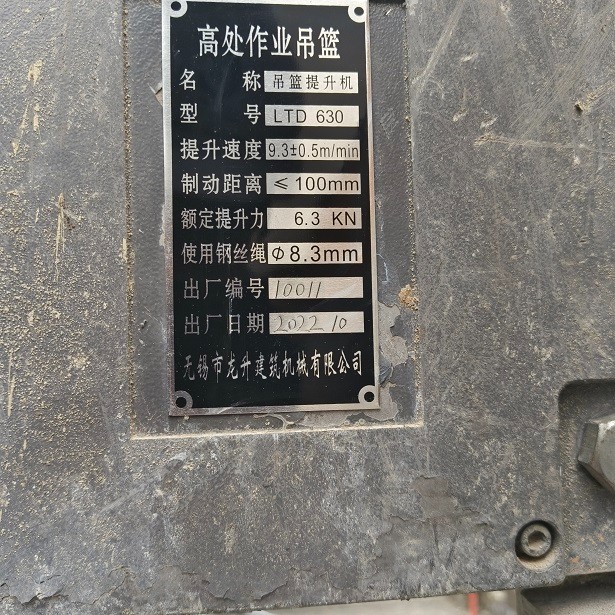 高处作业吊篮
名 称 吊篮提升机
型 号 LTD 630
提升速度 9.3±0.5m/min
制动距离 ≤100mm
额定提升力 6.3 KN
使用钢丝绳 Φ8.3mm
出厂编号 10011
出厂日期 2022 10
无锡市龙升建筑机械有限公司